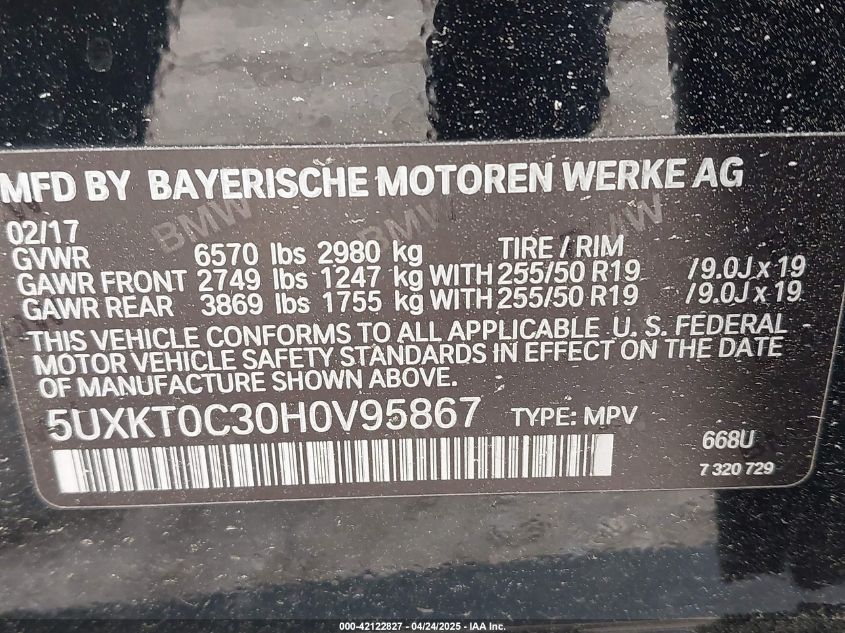 MFD BY BAYERISCHE MOTOREN WERKE AG
BMW BMW
02/17
GVWR 6570 lbs 2980 kg TIRE / RIM
GAWR FRONT 2749 lbs 1247 kg WITH 255/50 R19 /9.0J x 19
GAWR REAR 3869 lbs 1755 kg WITH 255/50 R19 /9.0J x 19
THIS VEHICLE CONFORMS TO ALL APPLICABLE U. S. FEDERAL
MOTOR VEHICLE SAFETY STANDARDS IN EFFECT ON THE DATE
OF MANUFACTURE SHOWN ABOVE.
5UXKT0C30H0V95867 TYPE: MPV
668U
7 320 729
000-42122827 - 04/24/2025 - IAA Inc.